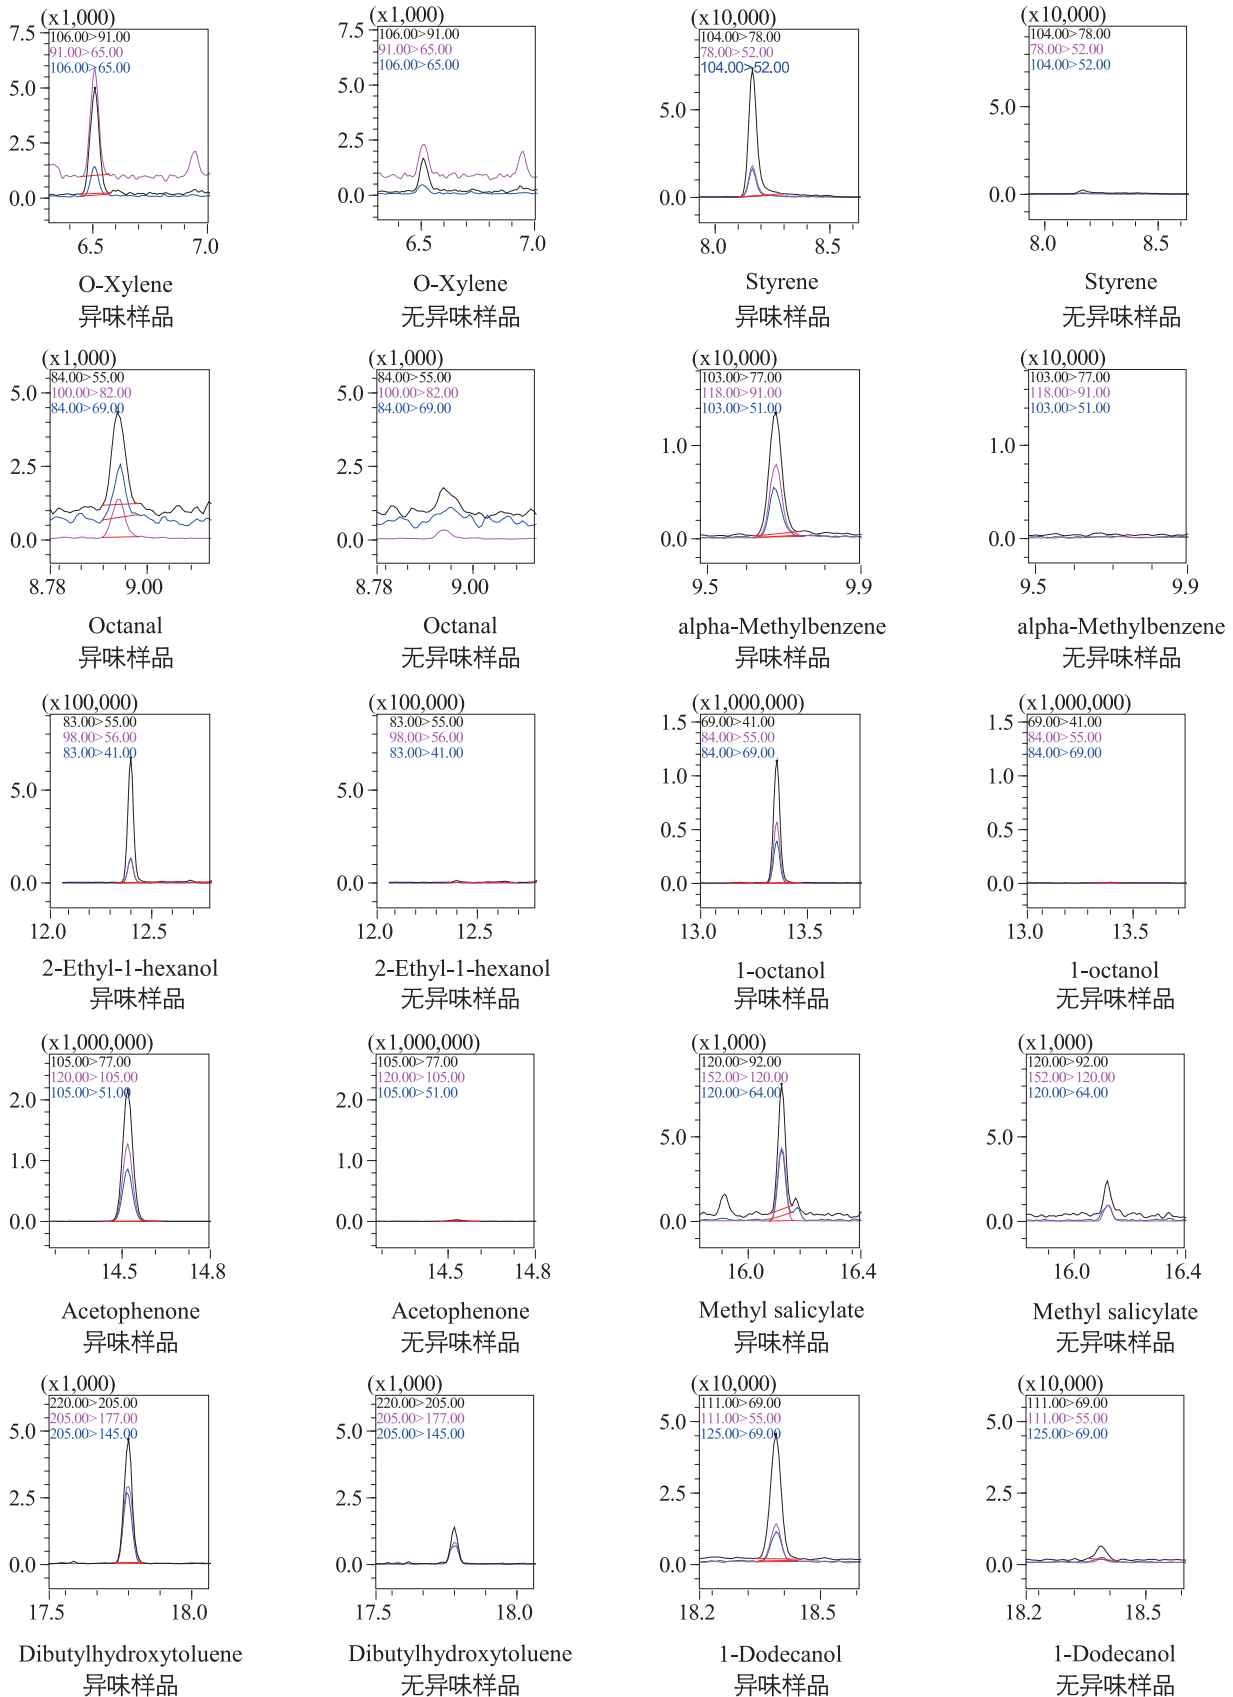 (x1,000)
106.00>91.00
91.00>65.00
106.00>65.00
7.5
5.0
2.5
0.0
6.5 7.0
O-Xylene
异味样品
(x1,000)
106.00>91.00
91.00>65.00
106.00>65.00
7.5
5.0
2.5
0.0
6.5 7.0
O-Xylene
无异味样品
(x10,000)
104.00>78.00
78.00>52.00
104.00>52.00
5.0
0.0
8.0 8.5
Styrene
异味样品
(x10,000)
104.00>78.00
78.00>52.00
104.00>52.00
5.0
0.0
8.0 8.5
Styrene
无异味样品
(x1,000)
84.00>55.00
100.00>82.00
84.00>69.00
5.0
2.5
0.0
8.78 9.00
Octanal
异味样品
(x1,000)
84.00>55.00
100.00>82.00
84.00>69.00
5.0
2.5
0.0
8.78 9.00
Octanal
无异味样品
(x10,000)
103.00>77.00
118.00>91.00
103.00>51.00
1.0
0.0
9.5 9.9
alpha-Methylbenzene
异味样品
(x10,000)
103.00>77.00
118.00>91.00
103.00>51.00
1.0
0.0
9.5 9.9
alpha-Methylbenzene
无异味样品
(x100,000)
83.00>55.00
98.00>56.00
83.00>41.00
5.0
0.0
12.0 12.5
2-Ethyl-1-hexanol
异味样品
(x100,000)
83.00>55.00
98.00>56.00
83.00>41.00
5.0
0.0
12.0 12.5
2-Ethyl-1-hexanol
无异味样品
(x1,000,000)
69.00>41.00
84.00>55.00
84.00>69.00
1.5
1.0
0.5
0.0
13.0 13.5
1-octanol
异味样品
(x1,000,000)
69.00>41.00
84.00>55.00
84.00>69.00
1.5
1.0
0.5
0.0
13.0 13.5
1-octanol
无异味样品
(x1,000,000)
105.00>77.00
120.00>105.00
105.00>51.00
2.0
1.0
0.0
14.5 14.8
Acetophenone
异味样品
(x1,000,000)
105.00>77.00
120.00>105.00
105.00>51.00
2.0
1.0
0.0
14.5 14.8
Acetophenone
无异味样品
(x1,000)
120.00>92.00
152.00>120.00
120.00>64.00
5.0
0.0
16.0 16.4
Methyl salicylate
异味样品
(x1,000)
120.00>92.00
152.00>120.00
120.00>64.00
5.0
0.0
16.0 16.4
Methyl salicylate
无异味样品
(x1,000)
220.00>205.00
205.00>177.00
205.00>145.00
5.0
2.5
0.0
17.5 18.0
Dibutylhydroxytoluene
异味样品
(x1,000)
220.00>205.00
205.00>177.00
205.00>145.00
5.0
2.5
0.0
17.5 18.0
Dibutylhydroxytoluene
无异味样品
(x10,000)
111.00>69.00
111.00>55.00
125.00>69.00
5.0
2.5
0.0
18.2 18.5
1-Dodecanol
异味样品
(x10,000)
111.00>69.00
111.00>55.00
125.00>69.00
5.0
2.5
0.0
18.2 18.5
1-Dodecanol
无异味样品